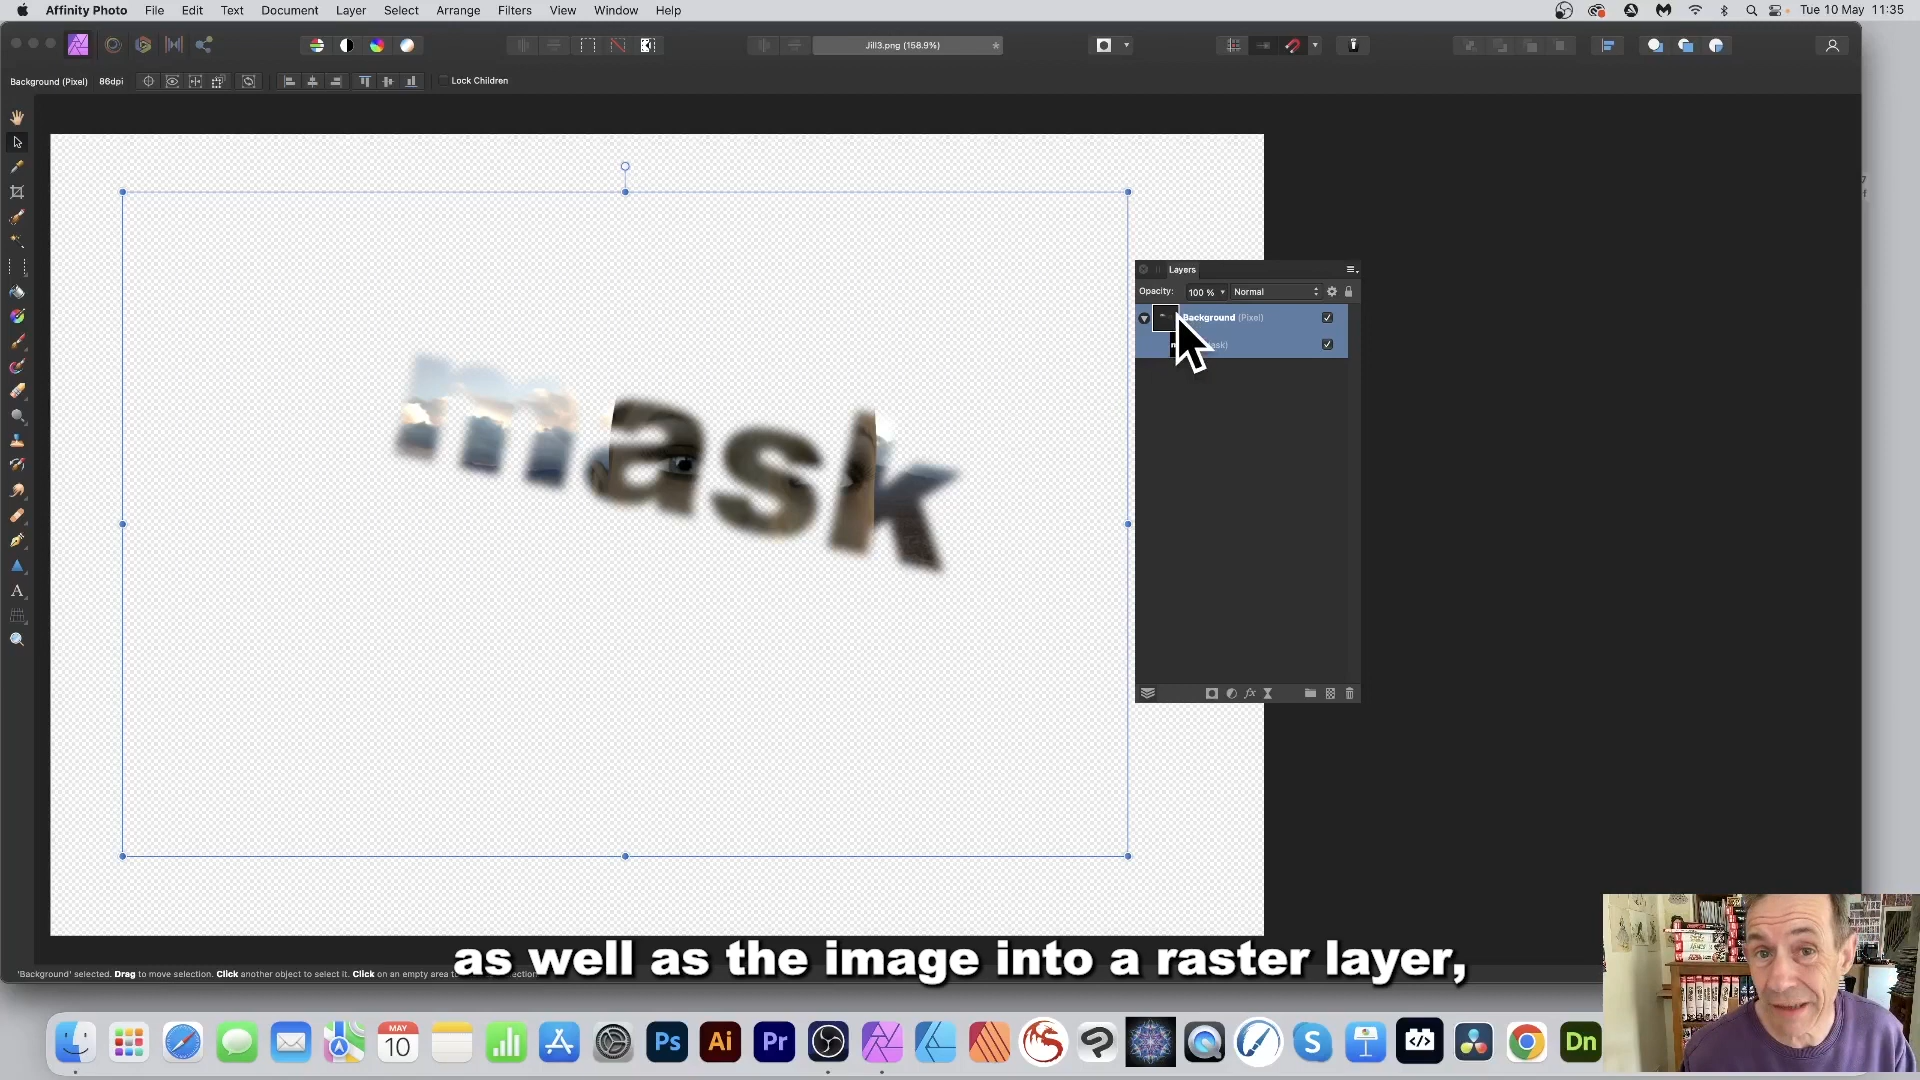 Affinity Photo File Edit Text Document Layer Select Arrange Filters View Window Help Tue 10 May 11:35
Jill3.png (158.9%)
Background (Pixel) 86dpi Lock Children
Layers
Opacity: 100 % Normal
Background (Pixel)
mask
as well as the image into a raster layer,
'Background' selected. Drag to move selection. Click another object to select it. Click on an empty area
MAY
10
Ps Ai Pr S </> Dn